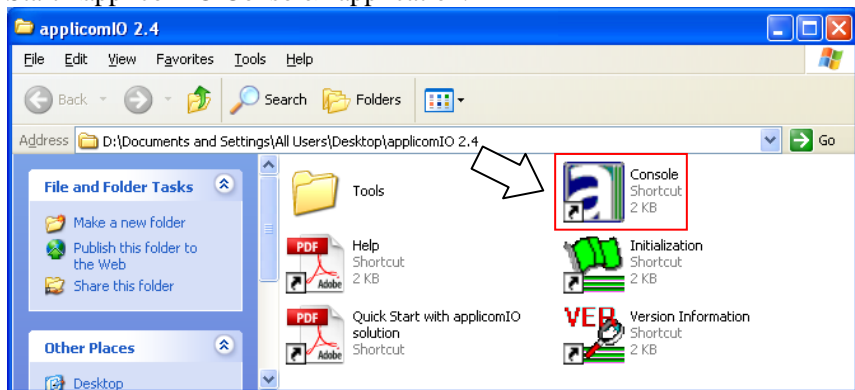 applicomIO 2.4
File Edit View Favorites Tools Help
Back Search Folders
Address D:\Documents and Settings\All Users\Desktop\applicomIO 2.4 Go
File and Folder Tasks
Make a new folder
Publish this folder to
the Web
Share this folder
Other Places
Desktop
Tools
Console
Shortcut
2 KB
PDF
Adobe
Help
Shortcut
2 KB
Initialization
Shortcut
2 KB
PDF
Adobe
Quick Start with applicomIO
solution
Shortcut
VER
Version Information
Shortcut
2 KB